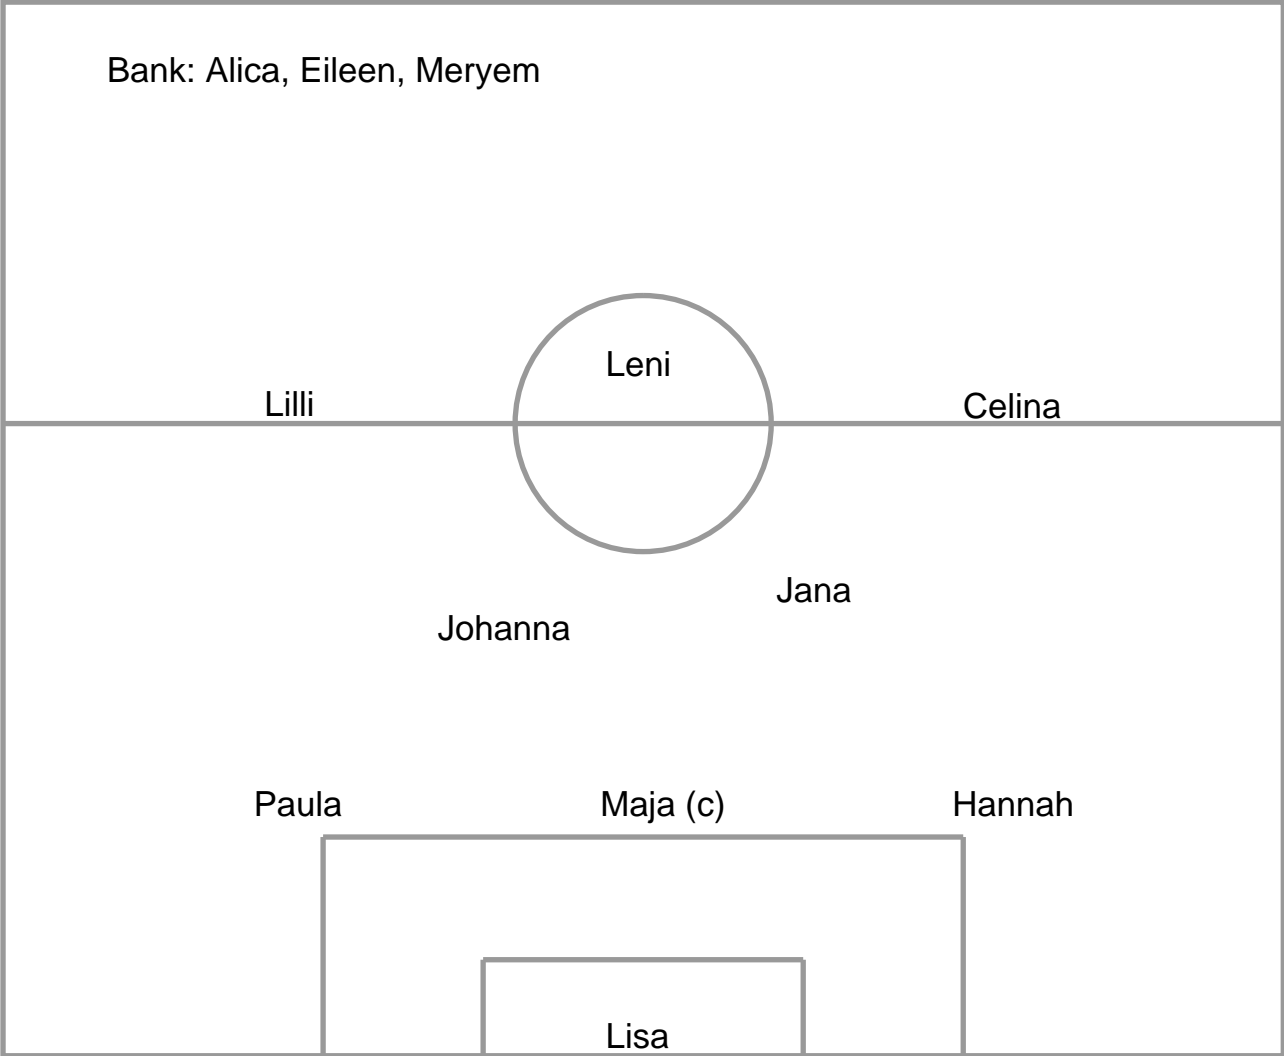 Bank: Alica, Eileen, Meryem
Leni
Lilli
Celina
Jana
Johanna
Paula
Maja (c)
Hannah
Lisa